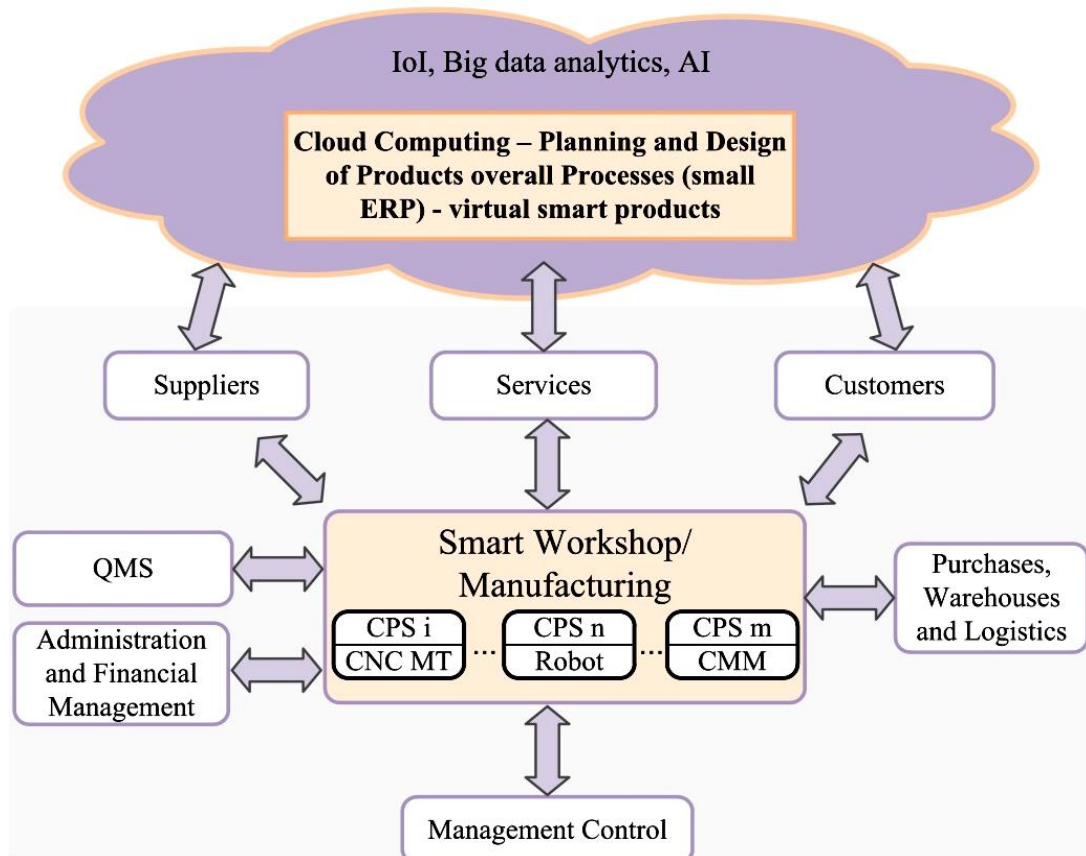 IoI, Big data analytics, AI
Cloud Computing – Planning and Design
of Products overall Processes (small
ERP) - virtual smart products
Suppliers
Services
Customers
QMS
Administration
and Financial
Management
Smart Workshop/
Manufacturing
CPS i
CNC MT
...
CPS n
Robot
...
CPS m
CMM
Purchases,
Warehouses
and Logistics
Management Control